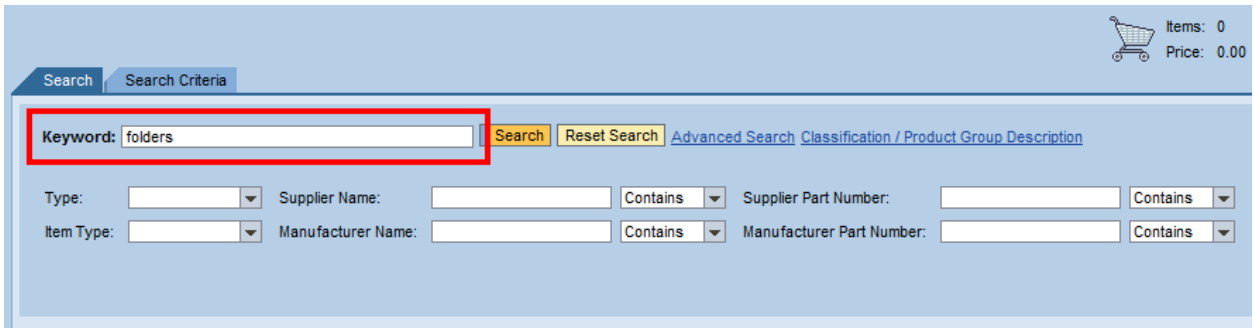 Items: 0
Price: 0.00
Search Search Criteria
Keyword: folders Search Reset Search Advanced Search Classification / Product Group Description
Type: Supplier Name: Contains Supplier Part Number: Contains
Item Type: Manufacturer Name: Contains Manufacturer Part Number: Contains